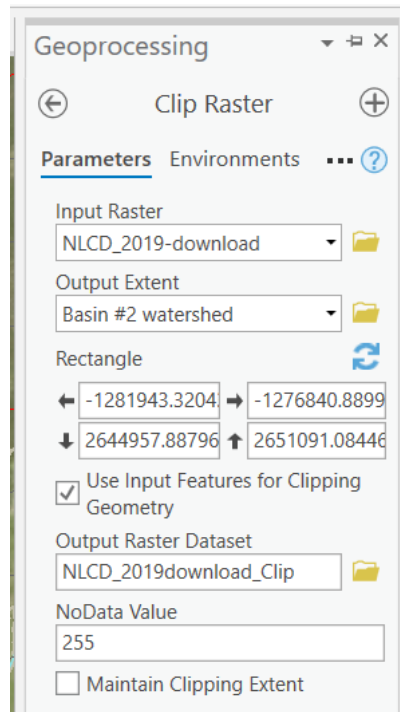 Geoprocessing
Clip Raster
Parameters Environments
Input Raster
NLCD_2019-download
Output Extent
Basin #2 watershed
Rectangle
-1281943.3204 -1276840.8899
2644957.88796 2651091.08446
Use Input Features for Clipping
Geometry
Output Raster Dataset
NLCD_2019download_Clip
NoData Value
255
Maintain Clipping Extent